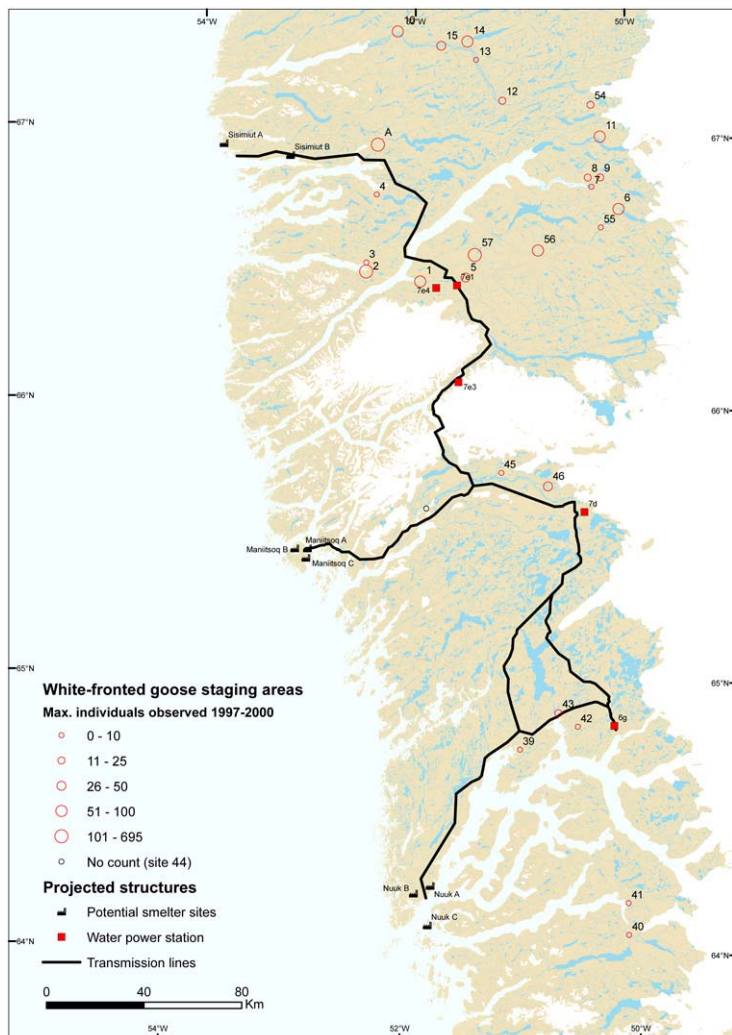 54°W
52°W
50°W
10
15
14
13
12
54
67°N
67°N
Sisimiut A
Sisimiut B
A
11
8
9
7
4
6
55
56
57
3
2
1
5
7e4
7e1
66°N
66°N
7e3
45
46
7d
Maniitsoq B
Maniitsoq A
Maniitsoq C
65°N
65°N
White-fronted goose staging areas
Max. individuals observed 1997-2000
0 - 10
11 - 25
26 - 50
51 - 100
101 - 695
No count (site 44)
Projected structures
Potential smelter sites
Water power station
Transmission lines
0
40
80
Km
43
42
6g
39
Nuuk B
Nuuk A
Nuuk C
41
40
64°N
64°N
54°W
52°W
50°W